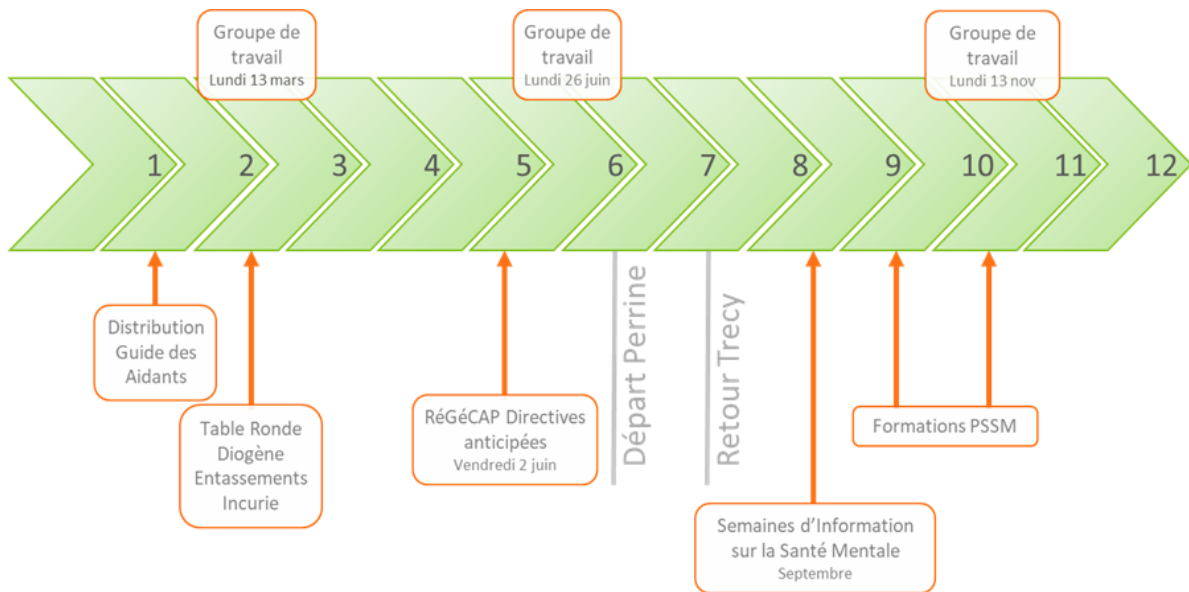 Groupe de
travail
Lundi 13 mars
Groupe de
travail
Lundi 26 juin
Groupe de
travail
Lundi 13 nov
1
2
3
4
5
6
7
8
9
10
11
12
Distribution
Guide des
Aidants
Table Ronde
Diogène
Entassements
Incurie
RéGéCAP Directives
anticipées
Vendredi 2 juin
Départ Perrine
Retour Trecy
Semaines d'Information
sur la Santé Mentale
Septembre
Formations PSSM